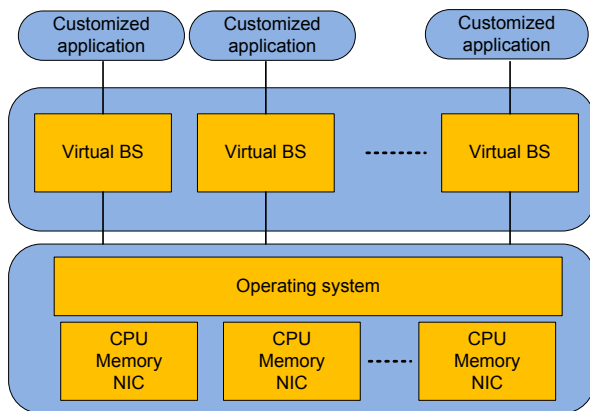 Customized
application
Customized
application
Customized
application
Virtual BS
Virtual BS
Virtual BS
Operating system
CPU
Memory
NIC
CPU
Memory
NIC
CPU
Memory
NIC